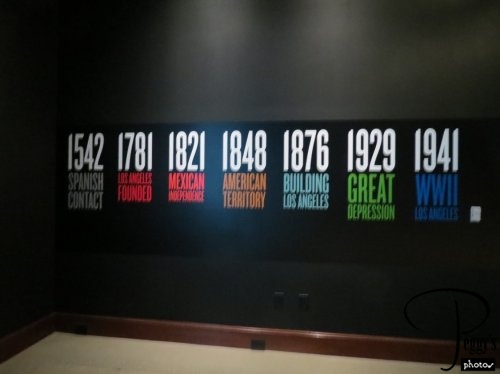 1542 1781 1821 1848 1876 1929 1941
SPANISH LOS ANGELES MEXICAN AMERICAN BUILDING GREAT WWII
CONTACT FOUNDED INDEPENDENCE TERRITORY LOS ANGELES DEPRESSION LOS ANGELES
Penny's
photos